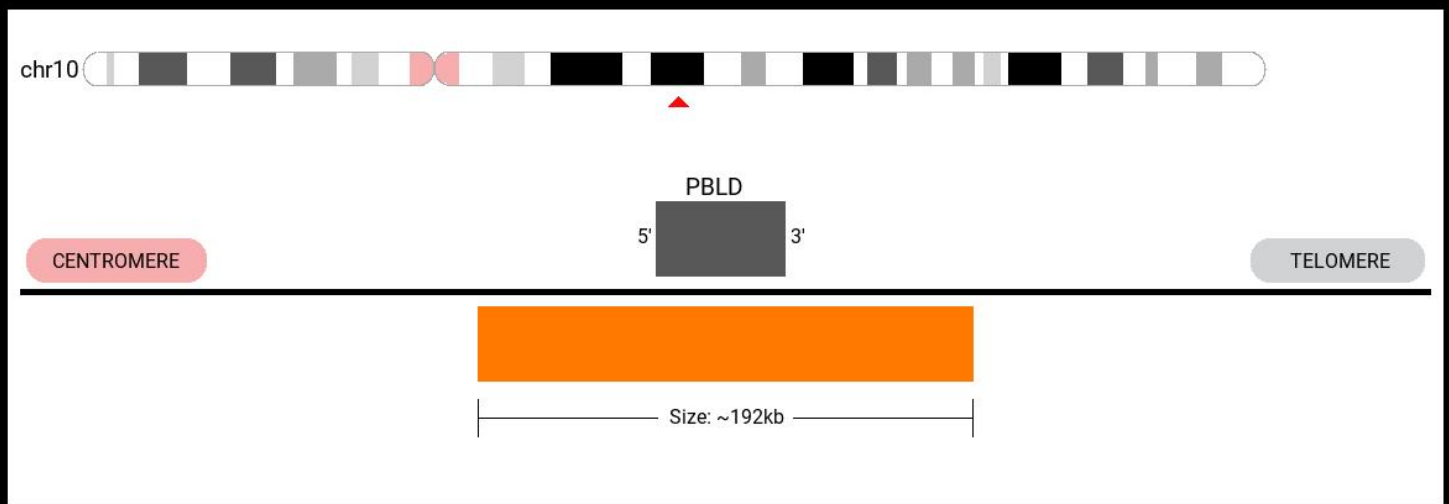 chr10
PBLD
5' 3'
CENTROMERE TELOMERE
Size: ~192kb